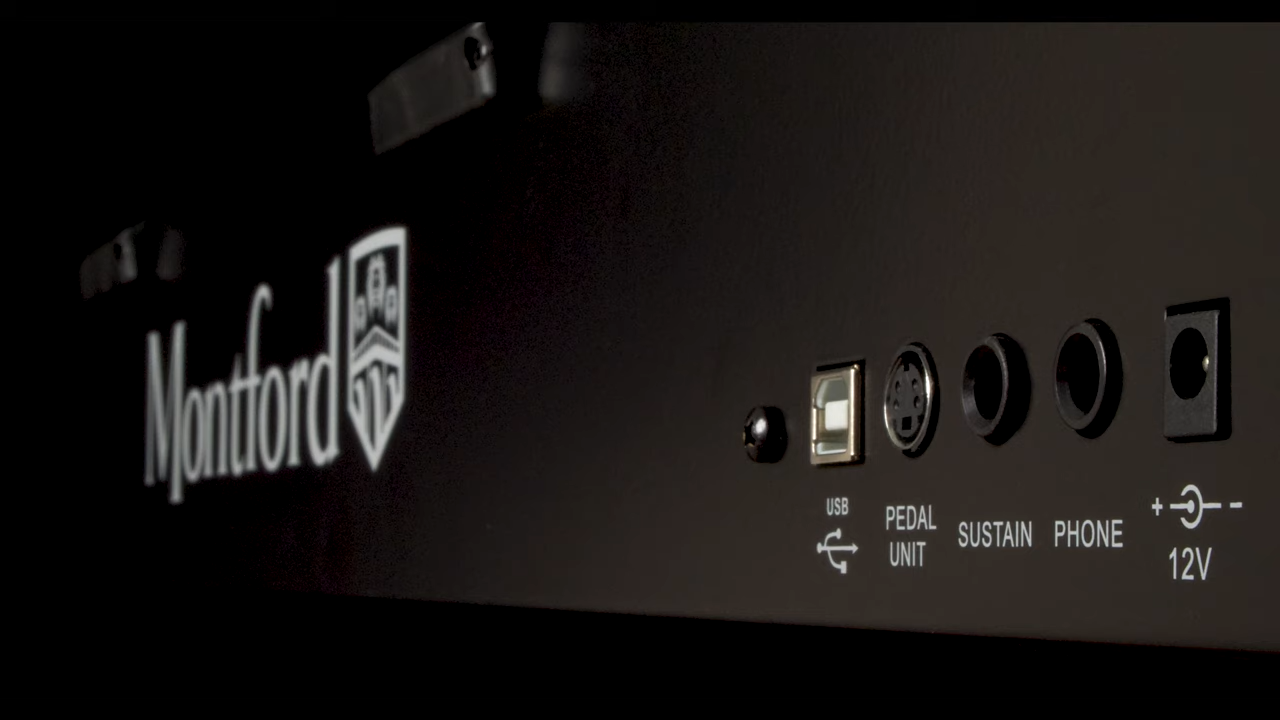 Montford
USB
PEDAL
UNIT
SUSTAIN
PHONE
+ -
12V